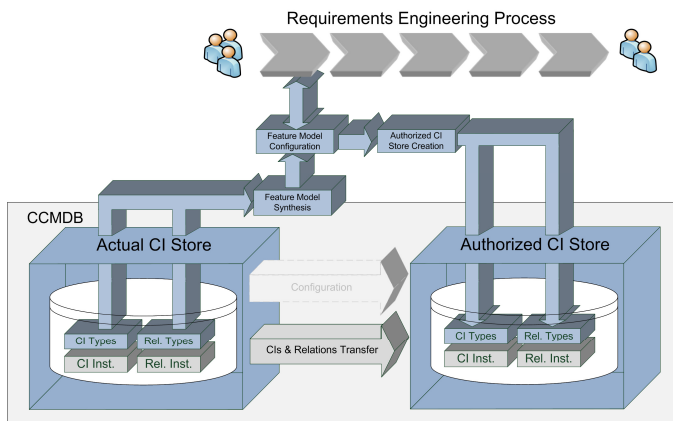 Requirements Engineering Process
Feature Model
Configuration
Authorized CI
Store Creation
Feature Model
Synthesis
CCMDB
Actual CI Store
Authorized CI Store
Configuration
CI Types
Rel. Types
CI Inst.
Rel. Inst.
CIs & Relations Transfer
CI Types
Rel. Types
CI Inst.
Rel. Inst.